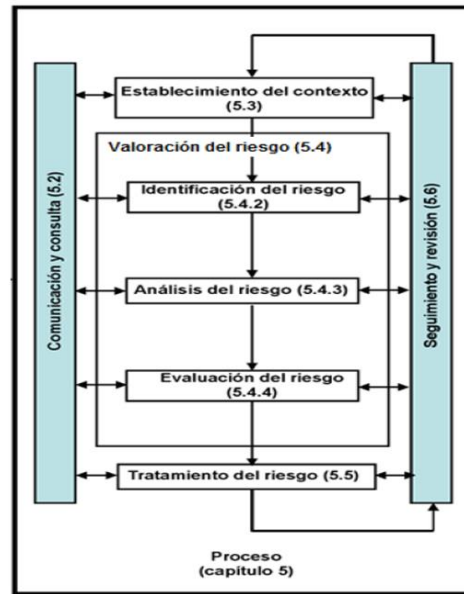 Establecimiento del contexto
(5.3)
Valoración del riesgo (5.4)
Identificación del riesgo
(5.4.2)
Análisis del riesgo (5.4.3)
Evaluación del riesgo
(5.4.4)
Tratamiento del riesgo (5.5)
Comunicación y consulta (5.2)
Seguimiento y revisión (5.6)
Proceso
(capítulo 5)